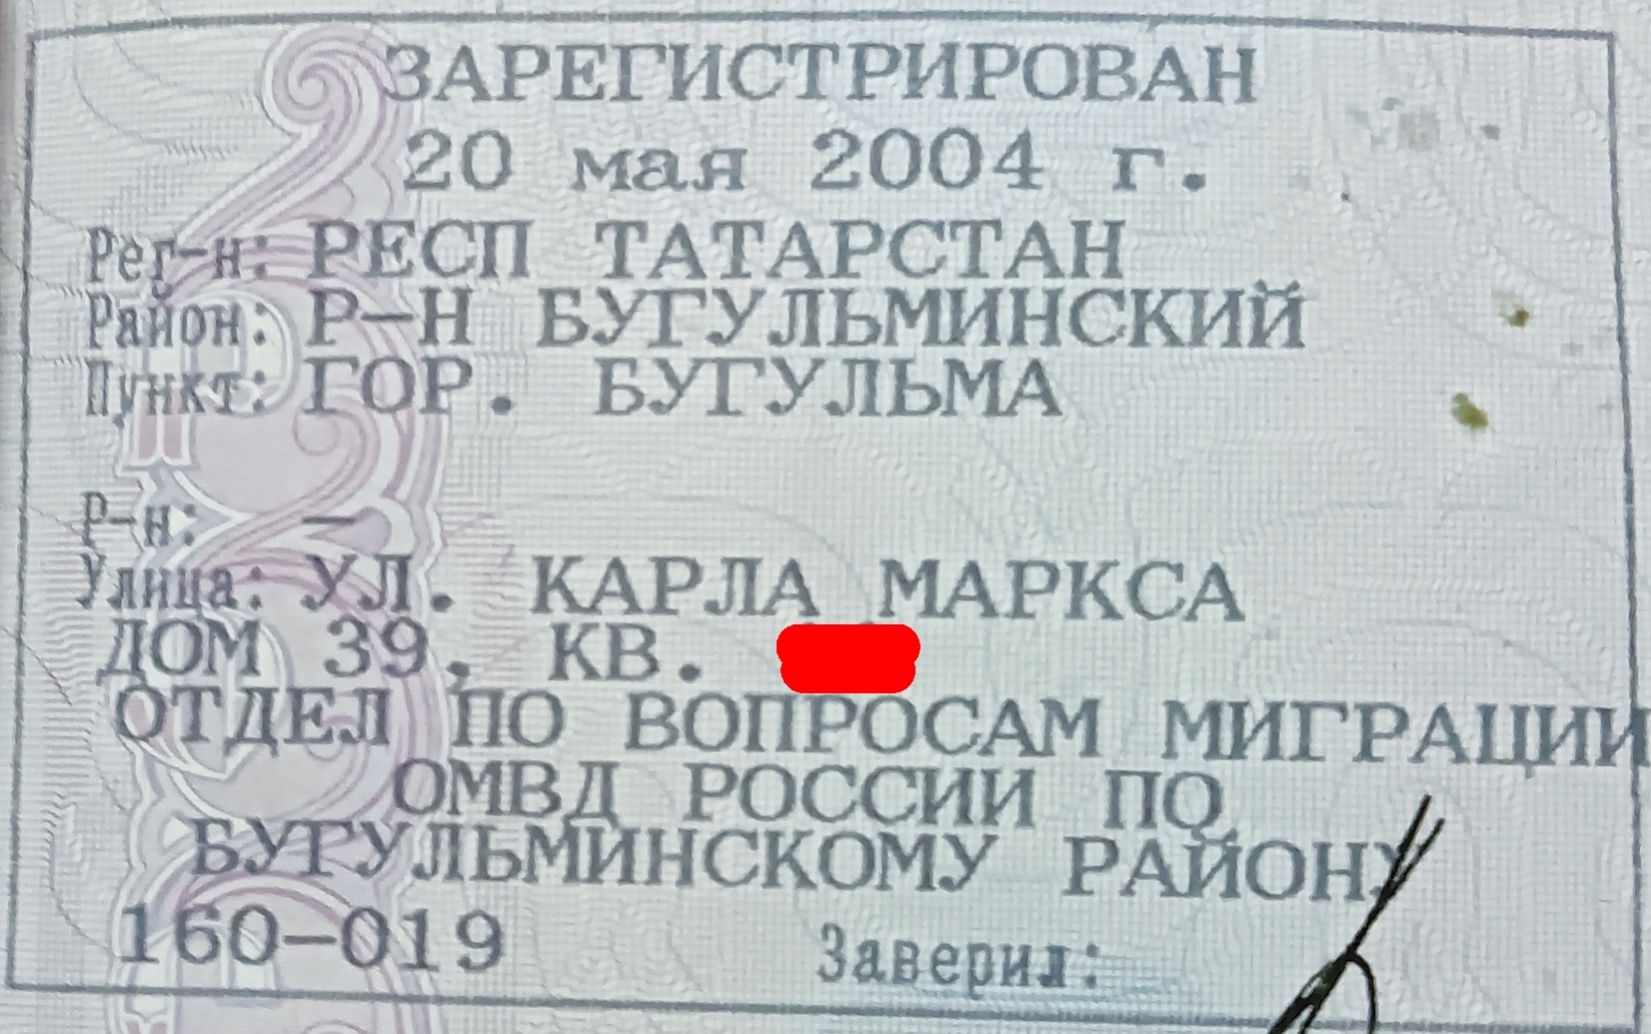 ЗАРЕГИСТРИРОВАН
20 мая 2004 г.
Рег-н: РЕСП ТАТАРСТАН
Район: Р-Н БУГУЛЬМИНСКИЙ
Пункт: ГОР. БУГУЛЬМА
Р-н: -
Улица: УЛ. КАРЛА МАРКСА
ДОМ 39, КВ.
ОТДЕЛ ПО ВОПРОСАМ МИГРАЦИИ
ОМВД РОССИИ ПО
БУГУЛЬМИНСКОМУ РАЙОНУ
160-019 Заверил: